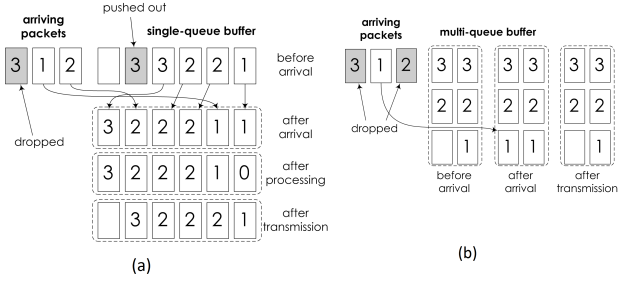 pushed out
arriving packets
single-queue buffer
3 1 2
3 3 2 2 1
before arrival
dropped
3 2 2 2 1 1
after arrival
3 2 2 2 1 0
after processing
3 2 2 2 1
after transmission
(a)
arriving packets
multi-queue buffer
3 1 2
3 3
3 3
3 3
2 2
2 2
2 2
dropped
1
1 1
1
before arrival
after arrival
after transmission
(b)